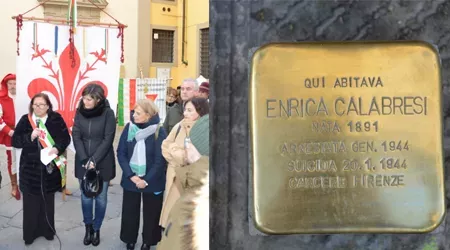 QUI ABITAVA
ENRICA CALABRESI
NATA 1891
ARRESTATA GEN. 1944
SUICIDA 20.1.1944
CARCERE FIRENZE